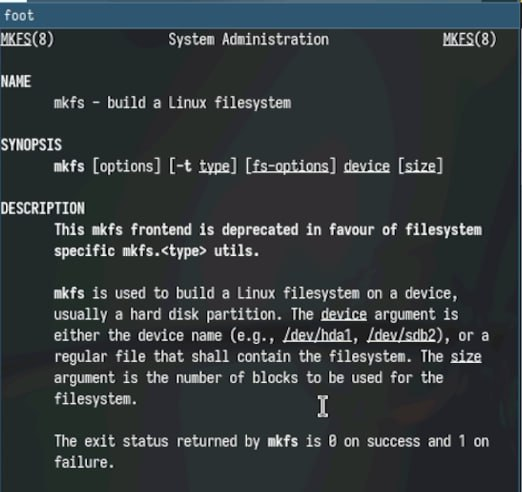 foot
MKFS(8) System Administration MKFS(8)
NAME
mkfs - build a Linux filesystem
SYNOPSIS
mkfs [options] [-t type] [fs-options] device [size]
DESCRIPTION
This mkfs frontend is deprecated in favour of filesystem
specific mkfs.<type> utils.
mkfs is used to build a Linux filesystem on a device,
usually a hard disk partition. The device argument is
either the device name (e.g., /dev/hda1, /dev/sdb2), or a
regular file that shall contain the filesystem. The size
argument is the number of blocks to be used for the
filesystem.
The exit status returned by mkfs is 0 on success and 1 on
failure.